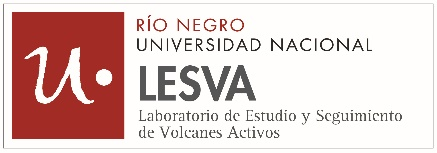 u.
RÍO NEGRO
UNIVERSIDAD NACIONAL
LESVA
Laboratorio de Estudio y Seguimiento
de Volcanes Activos